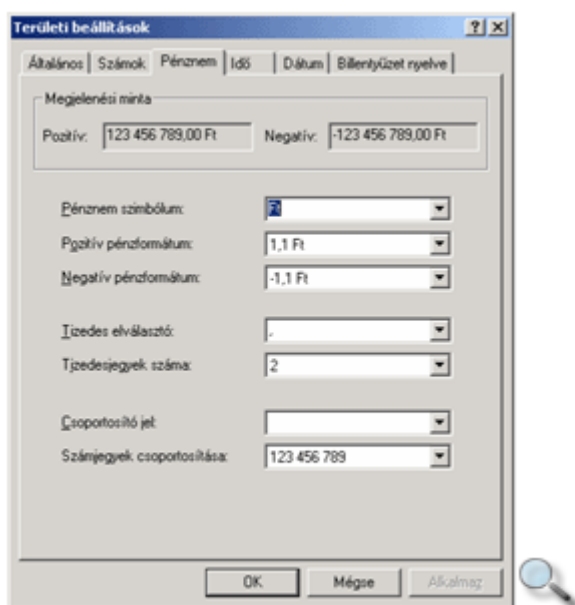 Területi beállítások
Általános Számok Pénznem Idő Dátum Billentyűzet nyelve
Megjelenési minta
Pozitív: 123 456 789,00 Ft Negatív: -123 456 789,00 Ft
Pénznem szimbólum: Ft
Pozitív pénzformátum: 1,1 Ft
Negatív pénzformátum: -1,1 Ft
Tizedes elválasztó: ,
Tizedesjegyek száma: 2
Csoportosító jel:
Számjegyek csoportosítása: 123 456 789
OK Mégse Alkalmaz